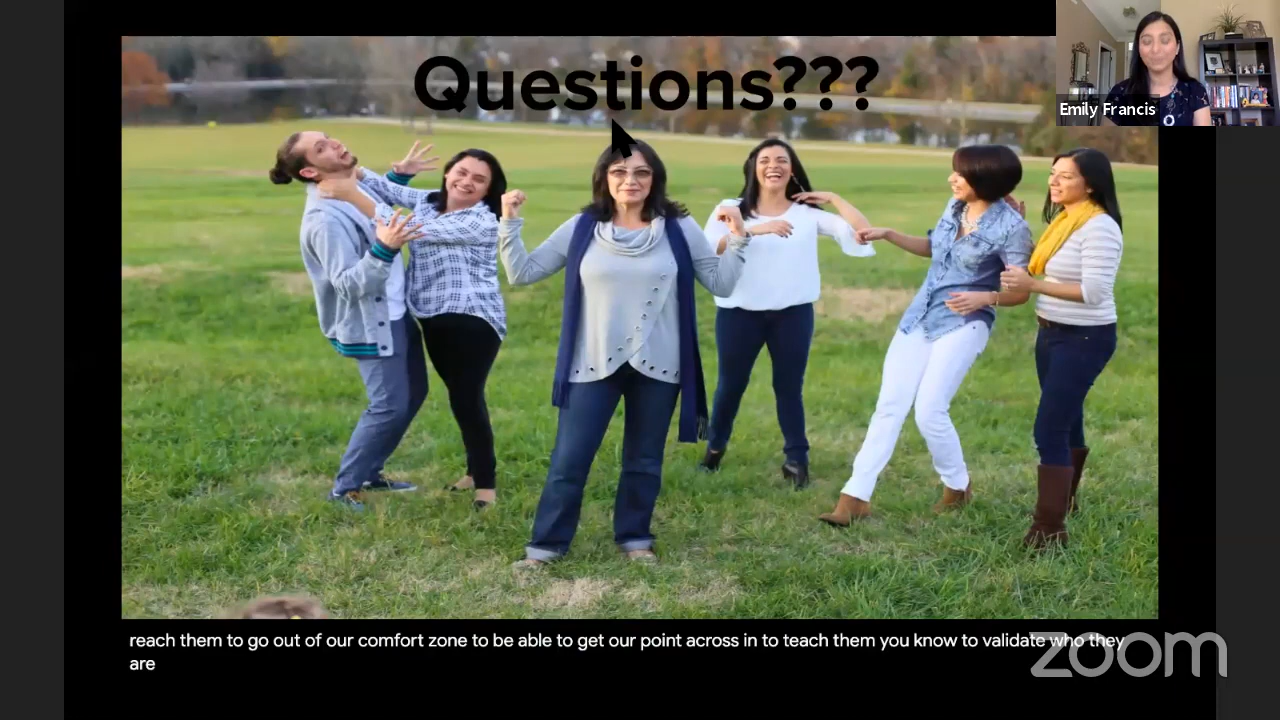 Questions???
Emily Francis
reach them to go out of our comfort zone to be able to get our point across in to teach them you know to validate who they
are
zoom